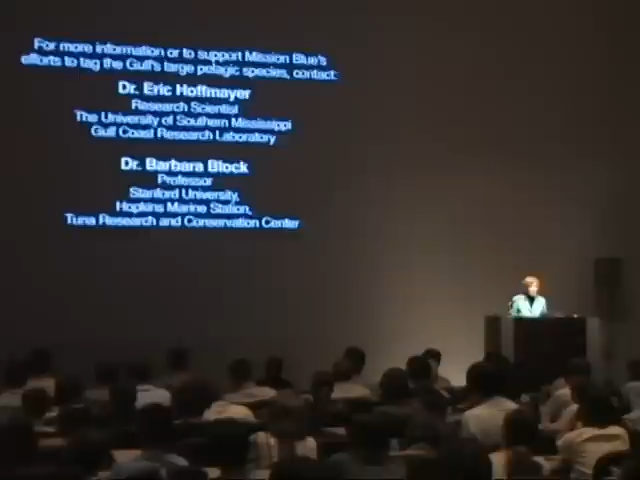 For more information or to support Mission Blue's
efforts to tag the Gulf's large pelagic species, contact:
Dr. Eric Hoffmayer
Research Scientist
The University of Southern Mississippi
Gulf Coast Research Laboratory
Dr. Barbara Block
Professor
Stanford University,
Hopkins Marine Station,
Tuna Research and Conservation Center